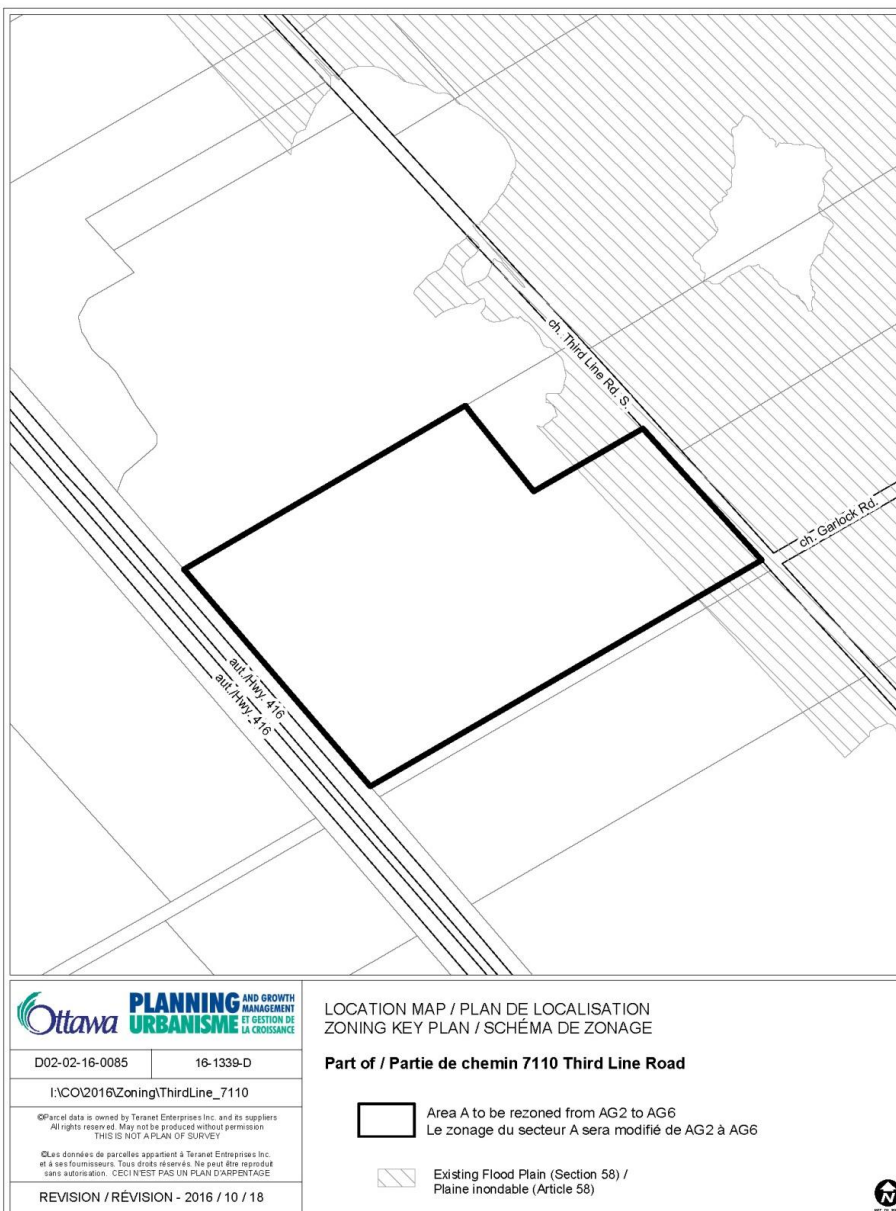 ch. Third Line Rd. S.
ch. Garlock Rd.
aut./Hwy. 416
aut./Hwy. 416
Ottawa
PLANNING AND GROWTH MANAGEMENT
URBANISME ET GESTION DE LA CROISSANCE
D02-02-16-0085
16-1339-D
I:\CO\2016\Zoning\ThirdLine_7110
©Parcel data is owned by Teranet Enterprises Inc. and its suppliers
All rights reserved. May not be produced without permission
THIS IS NOT A PLAN OF SURVEY
©Les données de parcelles appartient à Teranet Entreprises Inc.
et à ses fournisseurs. Tous droits réservés. Ne peut être reproduit
sans autorisation. CECI N'EST PAS UN PLAN D'ARPENTAGE
REVISION / RÉVISION - 2016 / 10 / 18
LOCATION MAP / PLAN DE LOCALISATION
ZONING KEY PLAN / SCHÉMA DE ZONAGE
Part of / Partie de chemin 7110 Third Line Road
Area A to be rezoned from AG2 to AG6
Le zonage du secteur A sera modifié de AG2 à AG6
Existing Flood Plain (Section 58) /
Plaine inondable (Article 58)
N